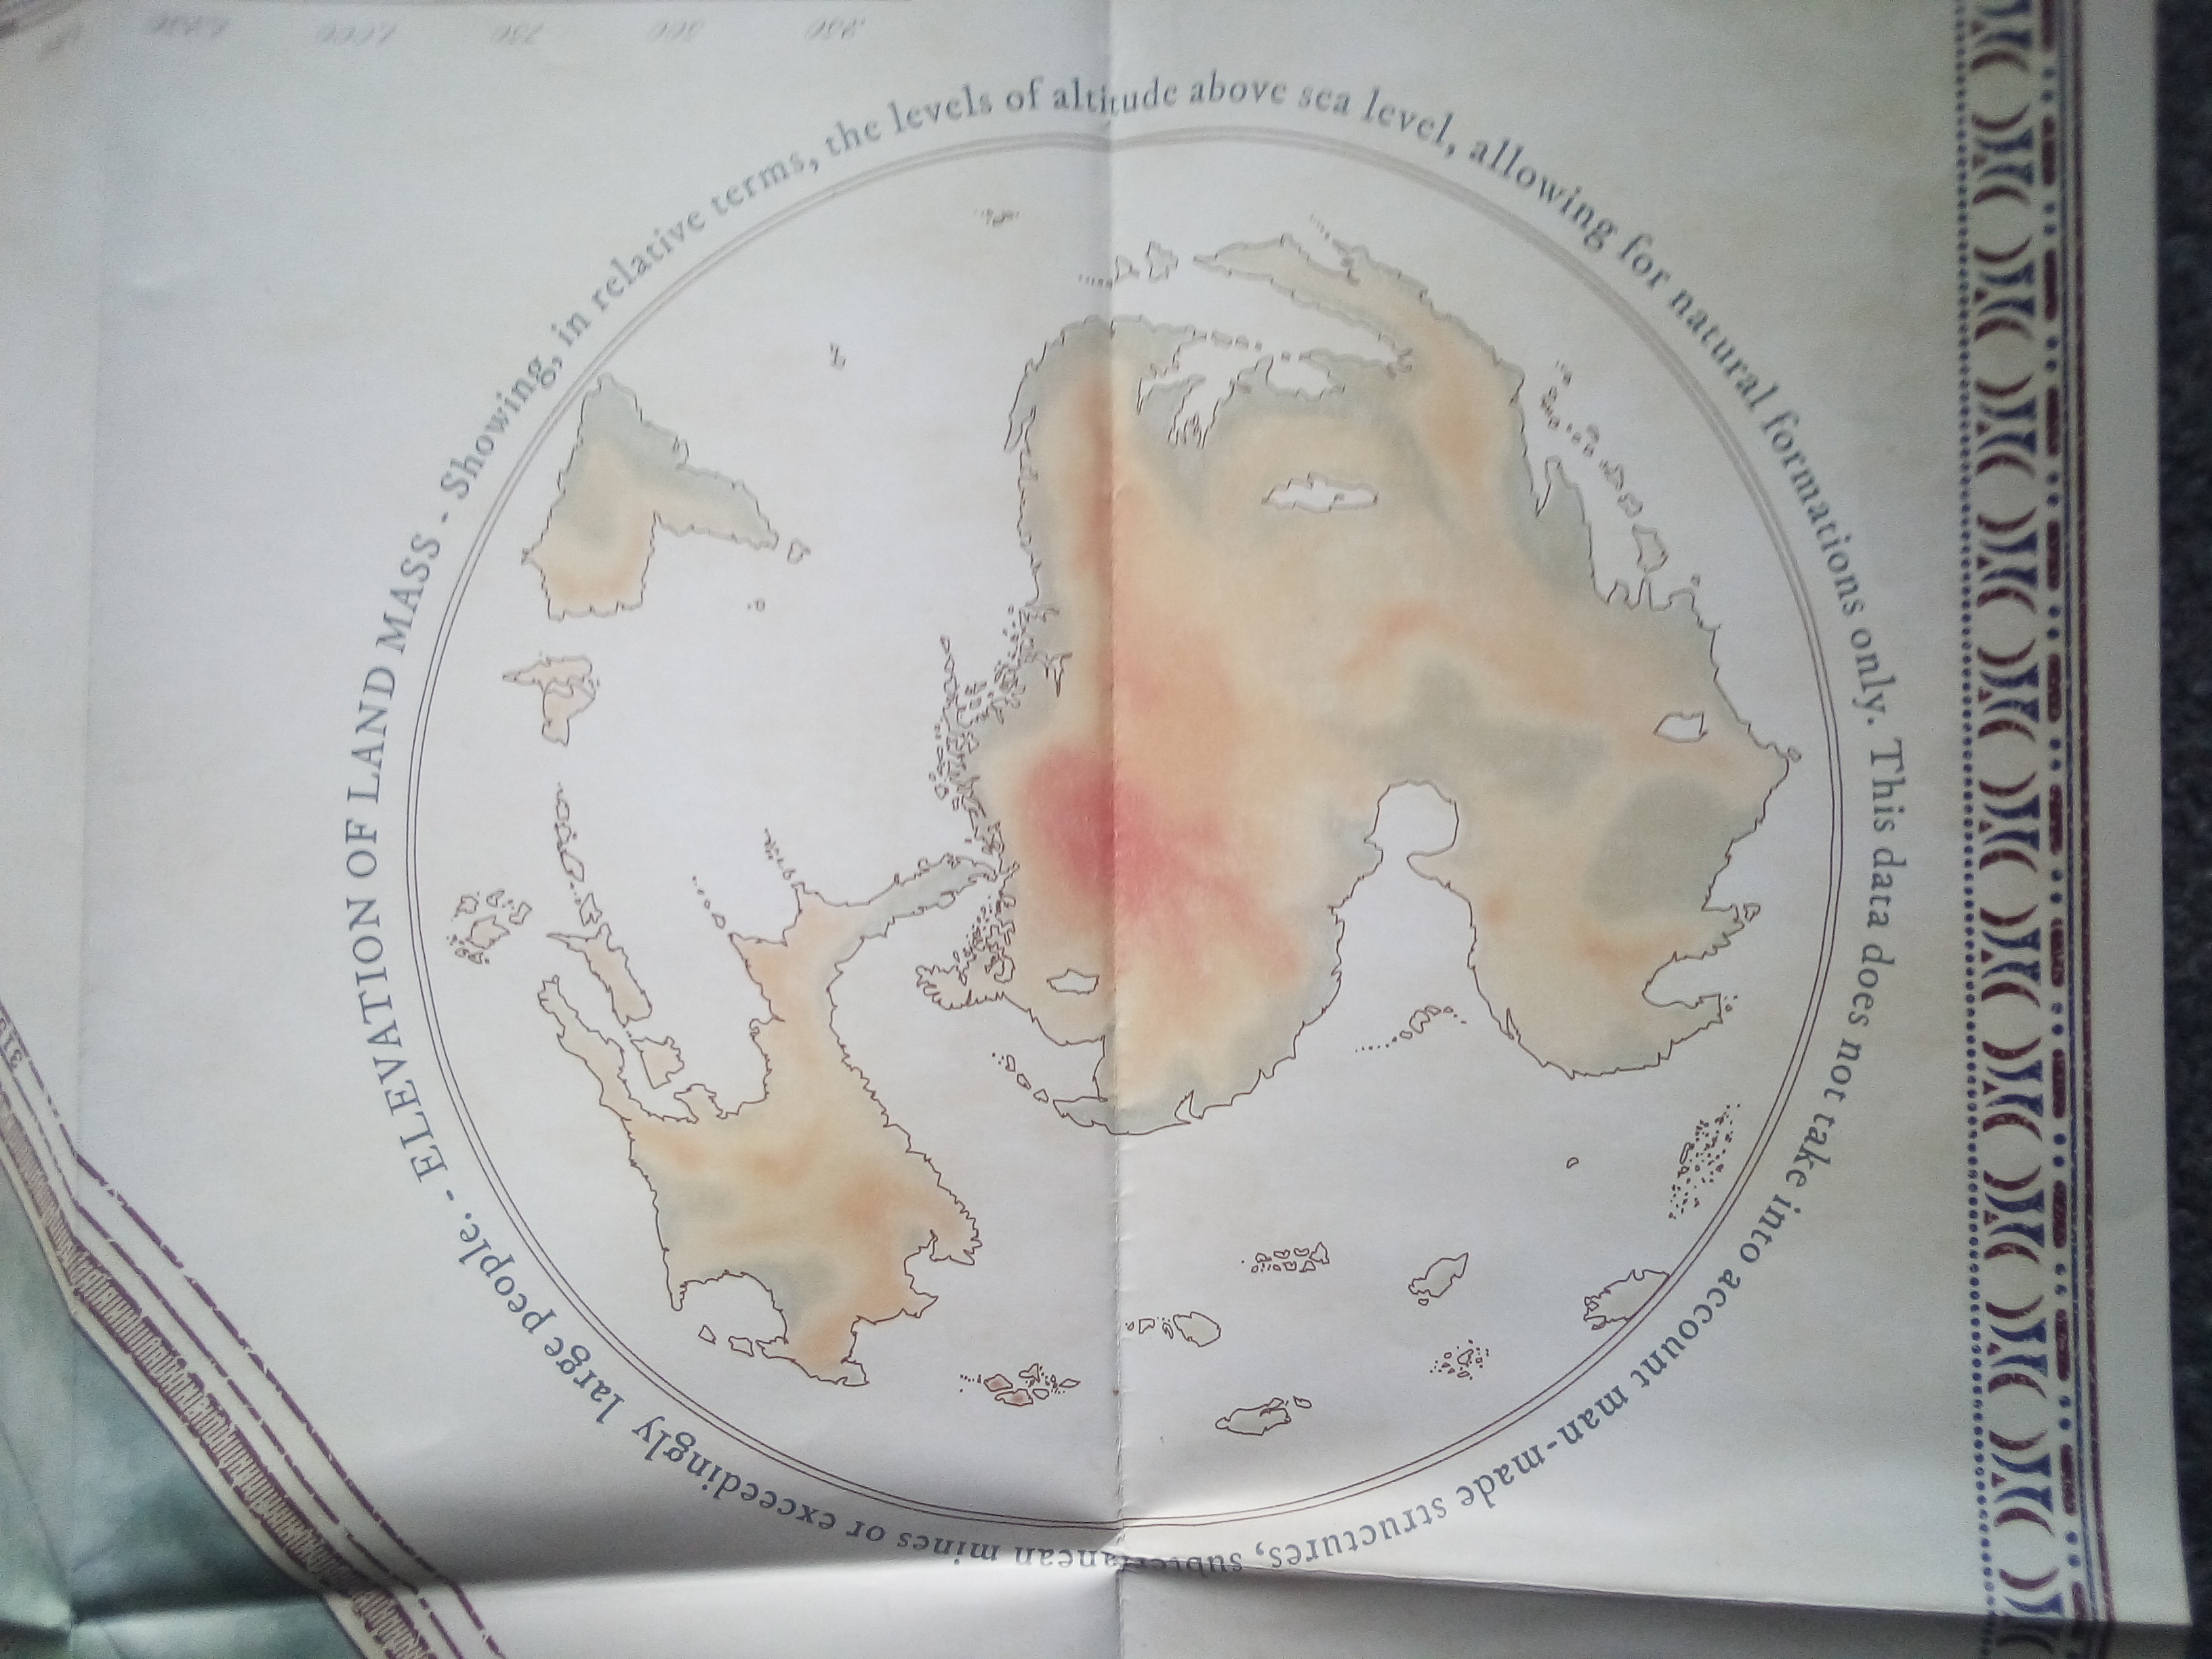 ELEVATION OF LAND MASS - Showing, in relative terms, the levels of altitude above sea level, allowing for natural formations only. This data does not take into account man-made structures, subterranean mines or exceedingly large people. -